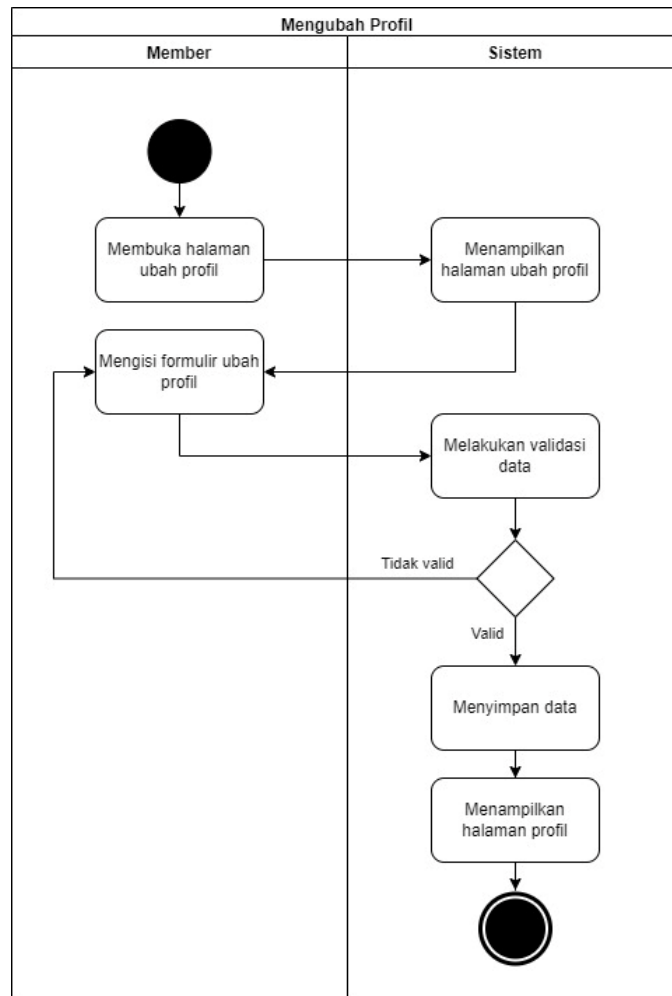 Mengubah Profil
Member
Sistem
Membuka halaman
ubah profil
Menampilkan
halaman ubah profil
Mengisi formulir ubah
profil
Melakukan validasi
data
Tidak valid
Valid
Menyimpan data
Menampilkan
halaman profil